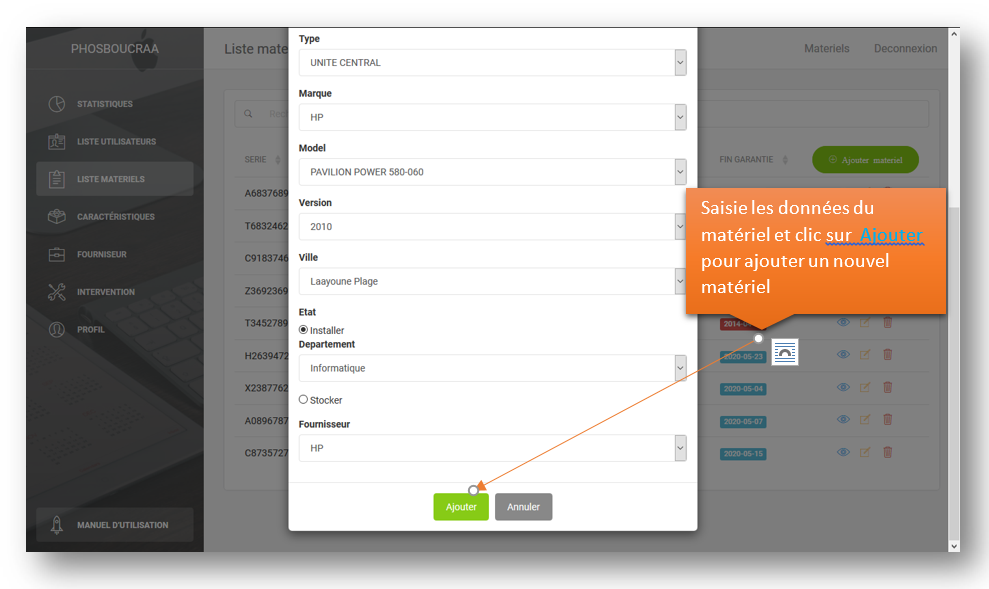 PHOSBOUCRAA
STATISTIQUES
LISTE UTILISATEURS
LISTE MATERIELS
CARACTÉRISTIQUES
FOURNISEUR
INTERVENTION
PROFIL
MANUEL D'UTILISATION
Liste mate
Materiels
Deconnexion
SERIE
FIN GARANTIE
Ajouter materiel
A6837689
T6832462
C9183746
Z3692369
T3452789
H2639472
2020-05-23
X2387762
2020-05-04
A0896787
2020-05-07
C8735727
2020-05-15
Type
UNITE CENTRAL
Marque
HP
Model
PAVILION POWER 580-060
Version
2010
Ville
Laayoune Plage
Etat
Installer
Departement
Informatique
Stocker
Fournisseur
HP
Ajouter
Annuler
Saisie les données du
matériel et clic sur Ajouter
pour ajouter un nouvel
matériel